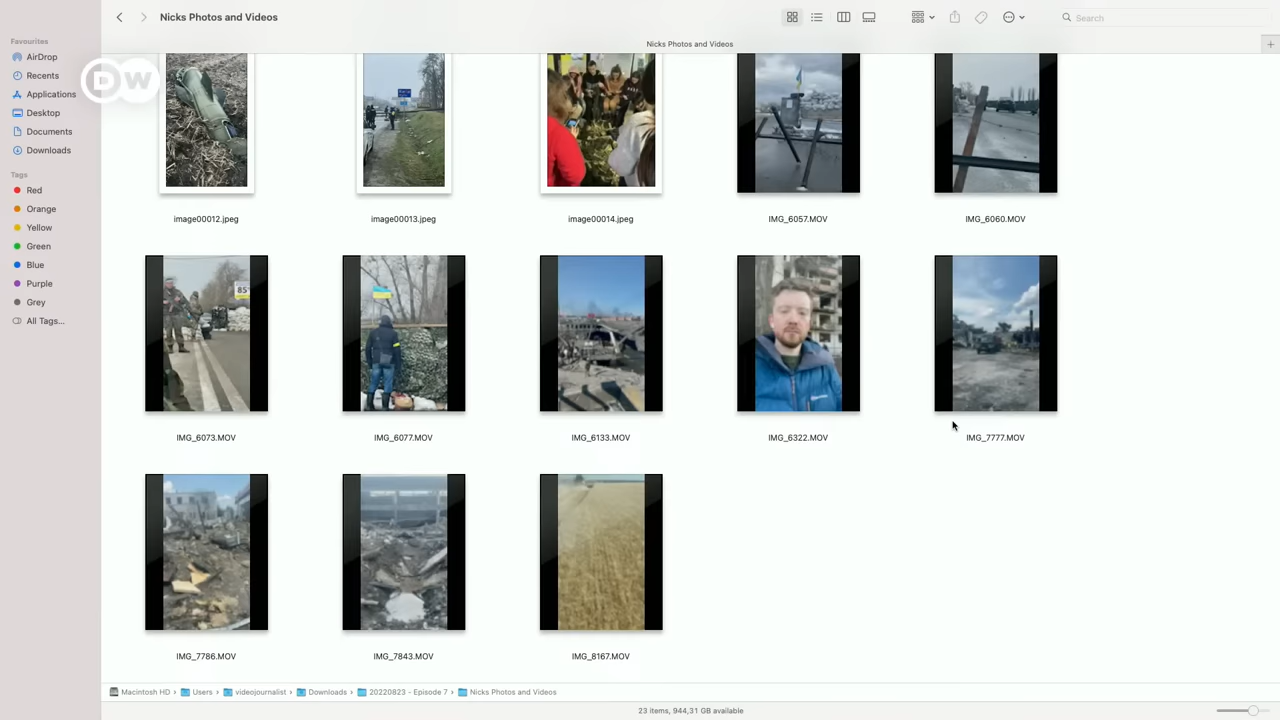 Nicks Photos and Videos
Search
Nicks Photos and Videos
Favourites
AirDrop
Recents
Applications
Desktop
Documents
Downloads
Tags
Red
Orange
Yellow
Green
Blue
Purple
Grey
All Tags...
DW
image00012.jpeg
image00013.jpeg
image00014.jpeg
IMG_6057.MOV
IMG_6060.MOV
85
IMG_6073.MOV
IMG_6077.MOV
IMG_6133.MOV
IMG_6322.MOV
IMG_7777.MOV
IMG_7786.MOV
IMG_7843.MOV
IMG_8167.MOV
Macintosh HD › Users › videojournalist › Downloads › 20220823 - Episode 7 › Nicks Photos and Videos
23 items, 944,31 GB available